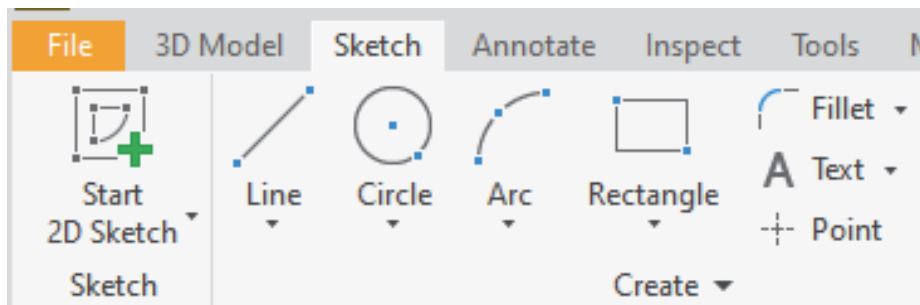 File 3D Model Sketch Annotate Inspect Tools
Start
2D Sketch
Line Circle Arc Rectangle
Fillet
Text
Point
Sketch Create